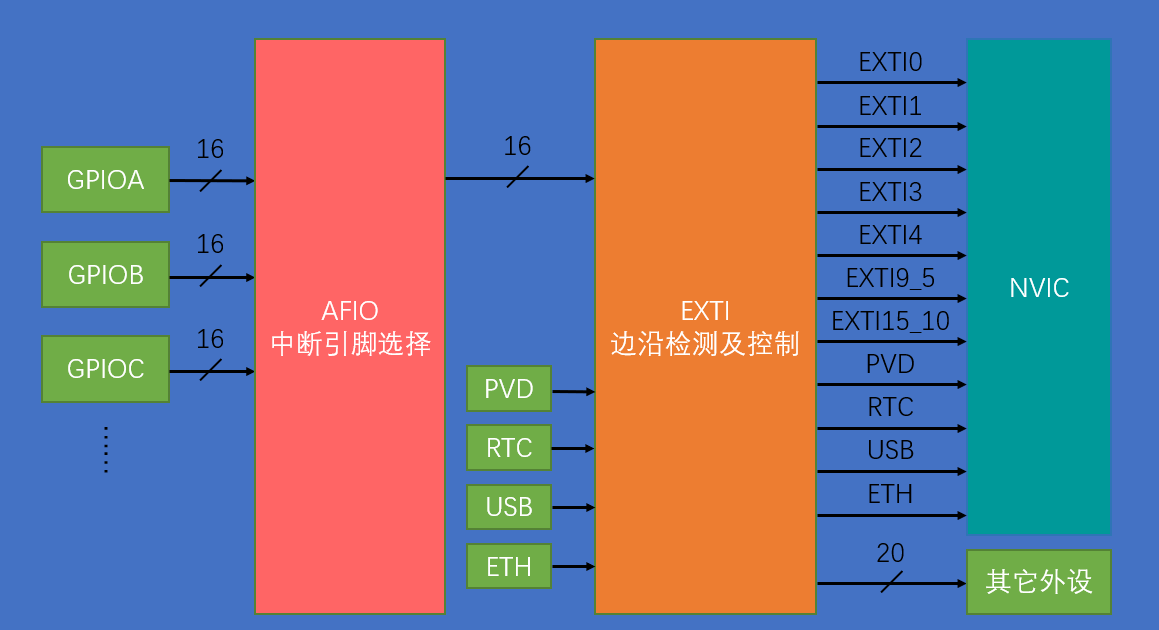 16
GPIOA
16
GPIOB
16
GPIOC
AFIO
中断引脚选择
16
PVD
RTC
USB
ETH
EXTI
边沿检测及控制
EXTI0
EXTI1
EXTI2
EXTI3
EXTI4
EXTI9_5
EXTI15_10
PVD
RTC
USB
ETH
20
NVIC
其它外设